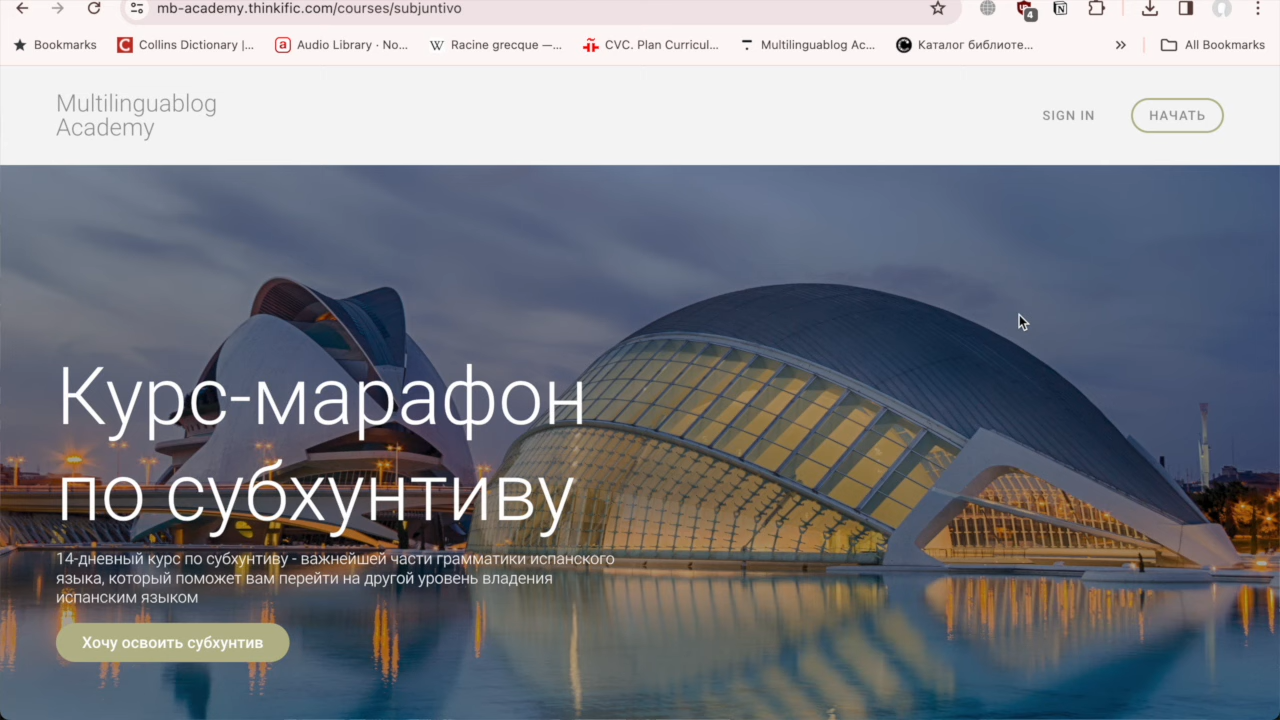 mb-academy.thinkific.com/courses/subjuntivo
4
Bookmarks
Collins Dictionary |...
Audio Library · No...
Racine grecque —...
CVC. Plan Curricul...
Multilinguablog Ac...
Каталог библиоте...
All Bookmarks
Multilinguablog
Academy
SIGN IN
НАЧАТЬ
Курс-марафон
по субхунтиву
14-дневный курс по субхунтиву - важнейшей части грамматики испанского
языка, который поможет вам перейти на другой уровень владения
испанским языком
Хочу освоить субхунтив